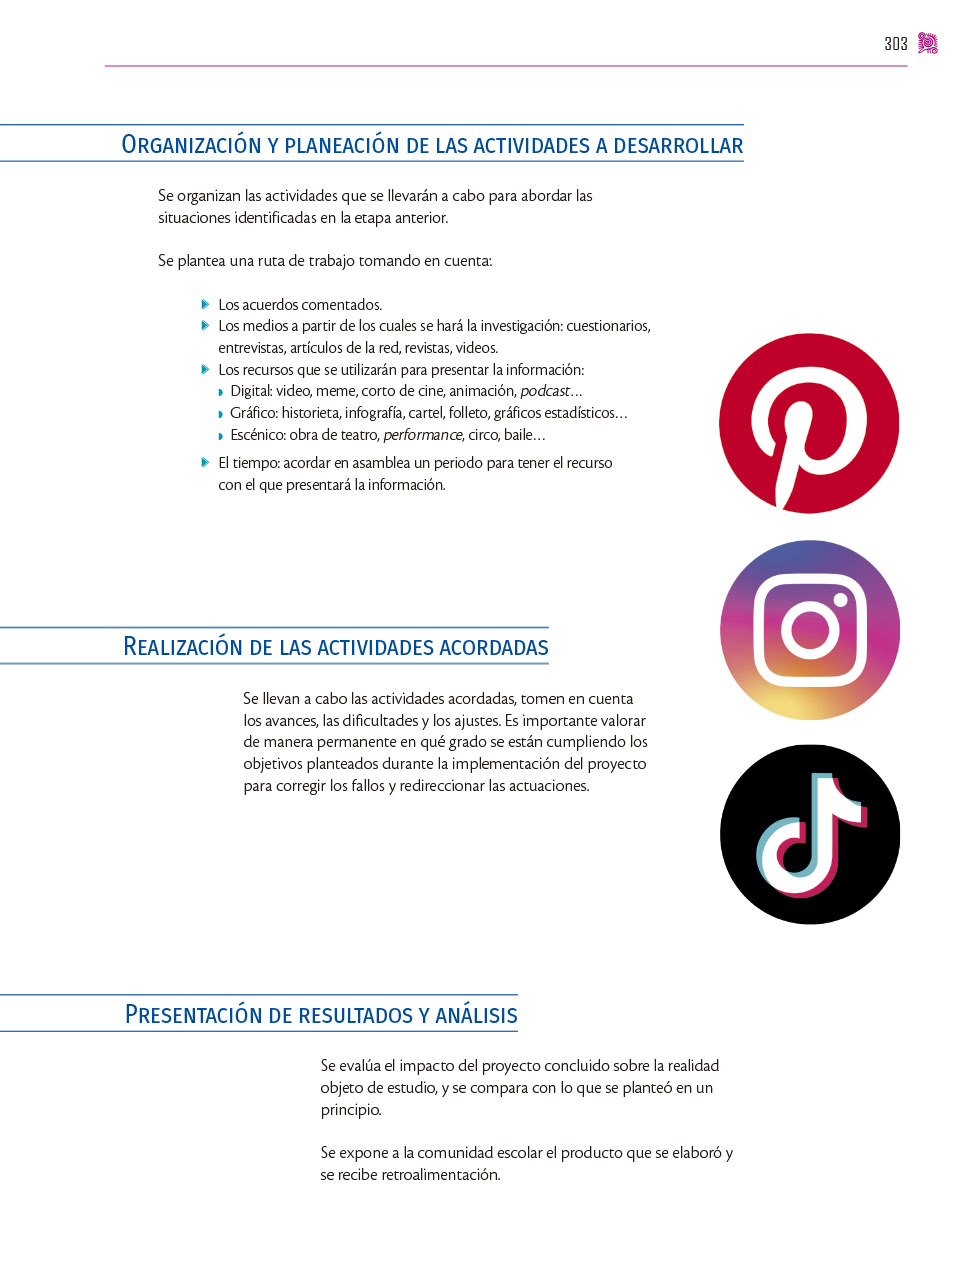 303
Organización y planeación de las actividades a desarrollar
Se organizan las actividades que se llevarán a cabo para abordar las
situaciones identificadas en la etapa anterior.
Se plantea una ruta de trabajo tomando en cuenta:
Los acuerdos comentados.
Los medios a partir de los cuales se hará la investigación: cuestionarios,
entrevistas, artículos de la red, revistas, videos.
Los recursos que se utilizarán para presentar la información:
Digital: video, meme, corto de cine, animación, podcast…
Gráfico: historieta, infografía, cartel, folleto, gráficos estadísticos…
Escénico: obra de teatro, performance, circo, baile…
El tiempo: acordar en asamblea un periodo para tener el recurso
con el que presentará la información.
Realización de las actividades acordadas
Se llevan a cabo las actividades acordadas, tomen en cuenta
los avances, las dificultades y los ajustes. Es importante valorar
de manera permanente en qué grado se están cumpliendo los
objetivos planteados durante la implementación del proyecto
para corregir los fallos y redireccionar las actuaciones.
Presentación de resultados y análisis
Se evalúa el impacto del proyecto concluido sobre la realidad
objeto de estudio, y se compara con lo que se planteó en un
principio.
Se expone a la comunidad escolar el producto que se elaboró y
se recibe retroalimentación.